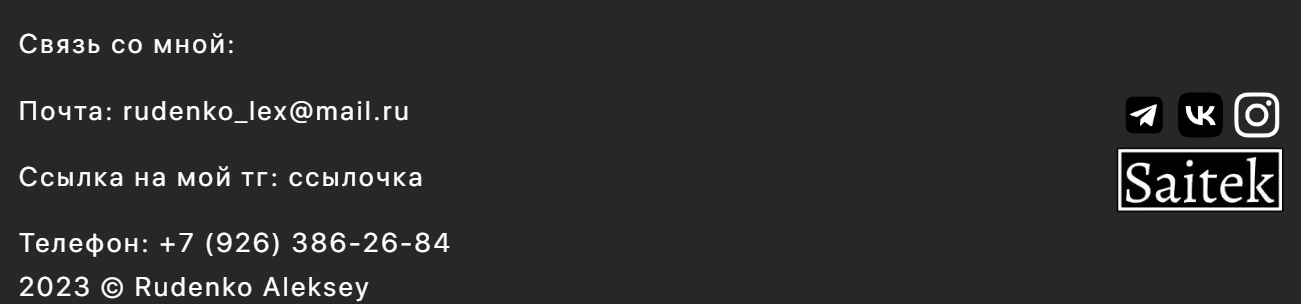 Связь со мной:
Почта: rudenko_lex@mail.ru
Ссылка на мой тг: ссылочка
Телефон: +7 (926) 386-26-84
2023 © Rudenko Aleksey
Saitek